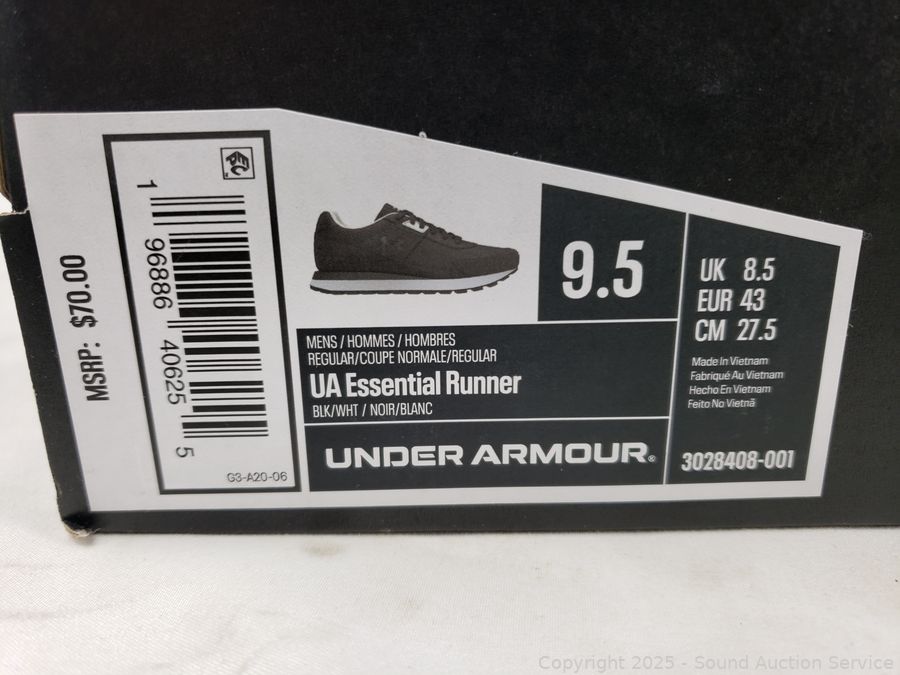 MSRP: $70.00
1 96886 40625 5
G3-A20-06
9.5
MENS / HOMMES / HOMBRES
REGULAR/COUPE NORMALE/REGULAR
UA Essential Runner
BLK/WHT / NOIR/BLANC
UNDER ARMOUR®
UK 8.5
EUR 43
CM 27.5
Made In Vietnam
Fabriqué Au Vietnam
Hecho En Vietnam
Feito No Vietnã
3028408-001
Copyright 2025 - Sound Auction Service